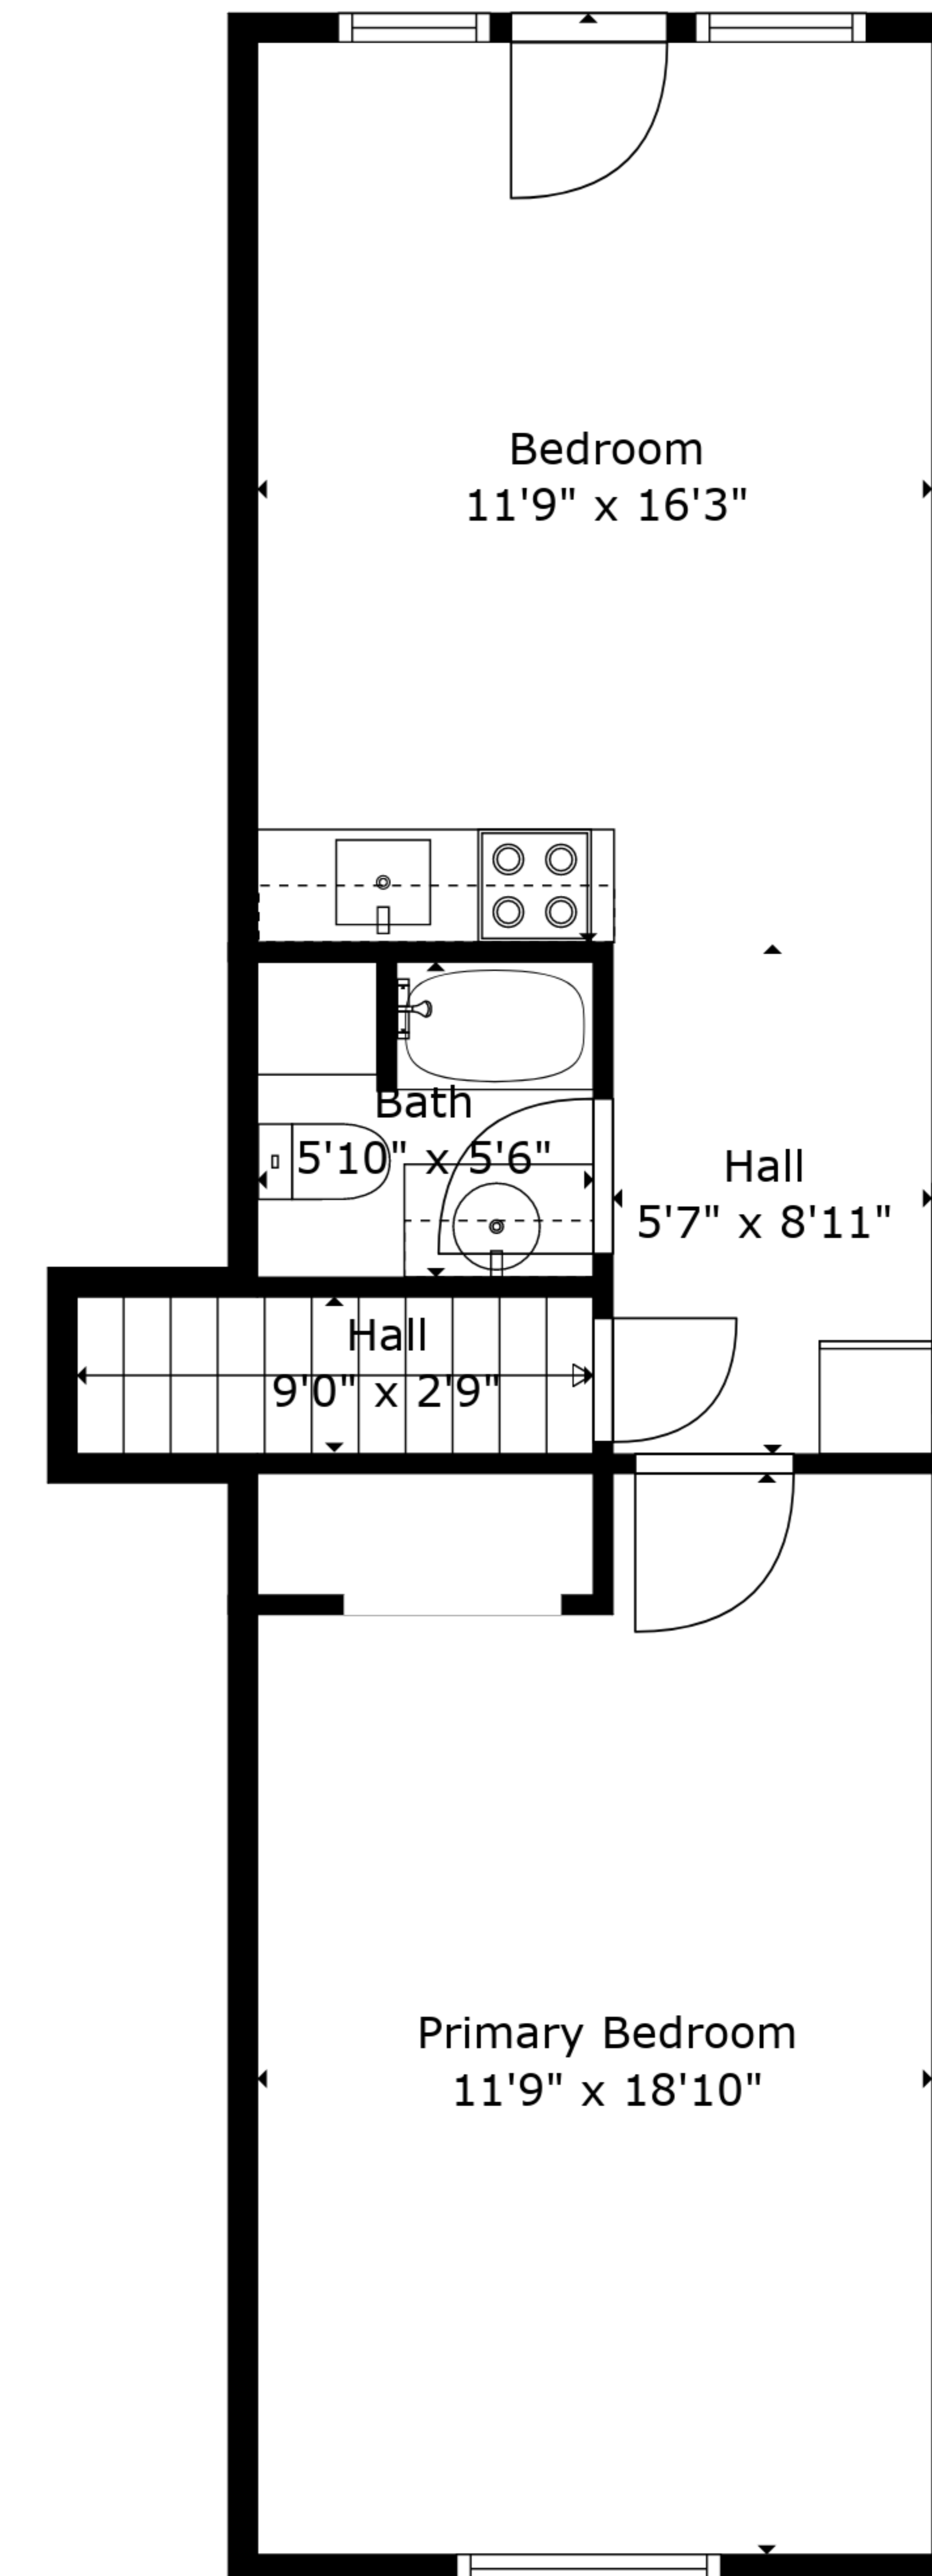 Bedroom
11'9" x 16'3"
Bath
5'10" x 5'6"
Hall
5'7" x 8'11"
Hall
9'0" x 2'9"
Primary Bedroom
11'9" x 18'10"